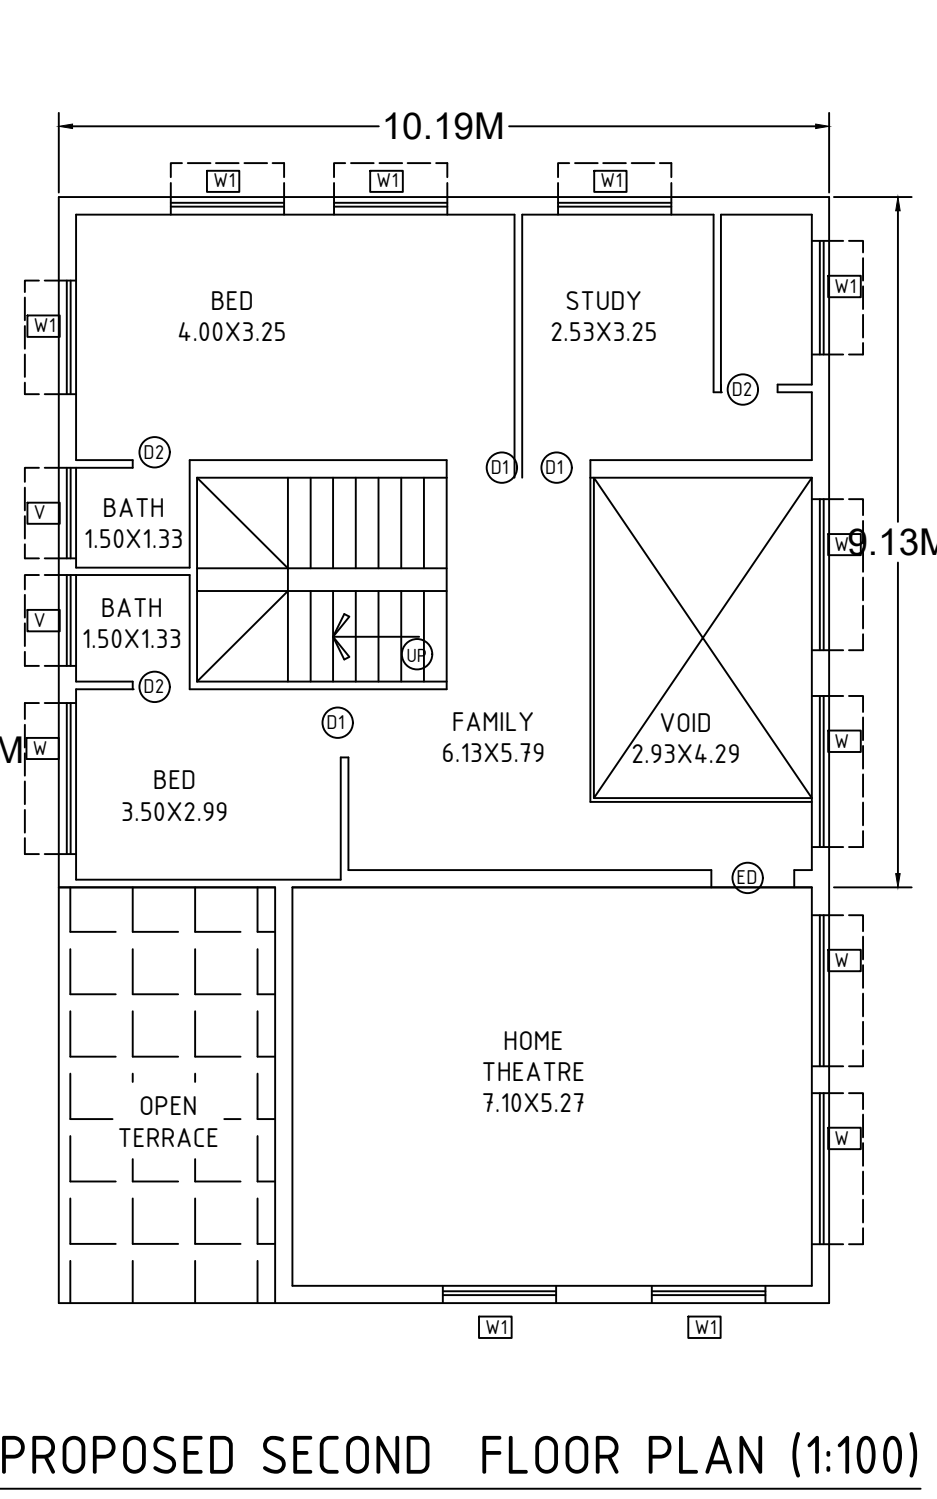 10.19M
W1
W1
W1
W1
W1
BED
4.00X3.25
STUDY
2.53X3.25
D2
D2
D1
D1
V
BATH
1.50X1.33
W
9.13M
V
BATH
1.50X1.33
UP
D2
D1
M
W
FAMILY
6.13X5.79
VOID
2.93X4.29
W
BED
3.50X2.99
ED
W
HOME
THEATRE
7.10X5.27
OPEN
TERRACE
W
W1
W1
PROPOSED SECOND FLOOR PLAN (1:100)